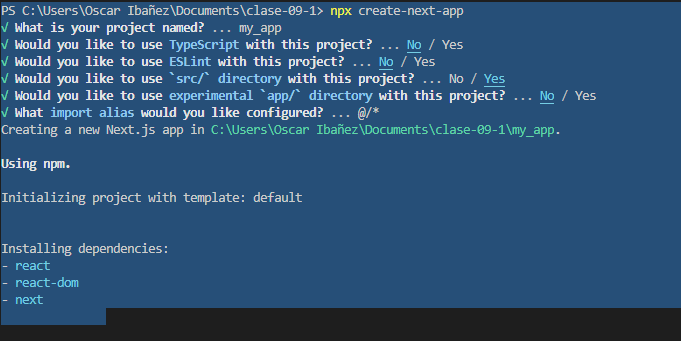 PS C:\Users\Oscar Ibañez\Documents\clase-09-1> npx create-next-app
√ What is your project named? ... my_app
√ Would you like to use TypeScript with this project? ... No / Yes
√ Would you like to use ESLint with this project? ... No / Yes
√ Would you like to use `src/` directory with this project? ... No / Yes
√ Would you like to use experimental `app/` directory with this project? ... No / Yes
√ What import alias would you like configured? ... @/*
Creating a new Next.js app in C:\Users\Oscar Ibañez\Documents\clase-09-1\my_app.
Using npm.
Initializing project with template: default
Installing dependencies:
- react
- react-dom
- next